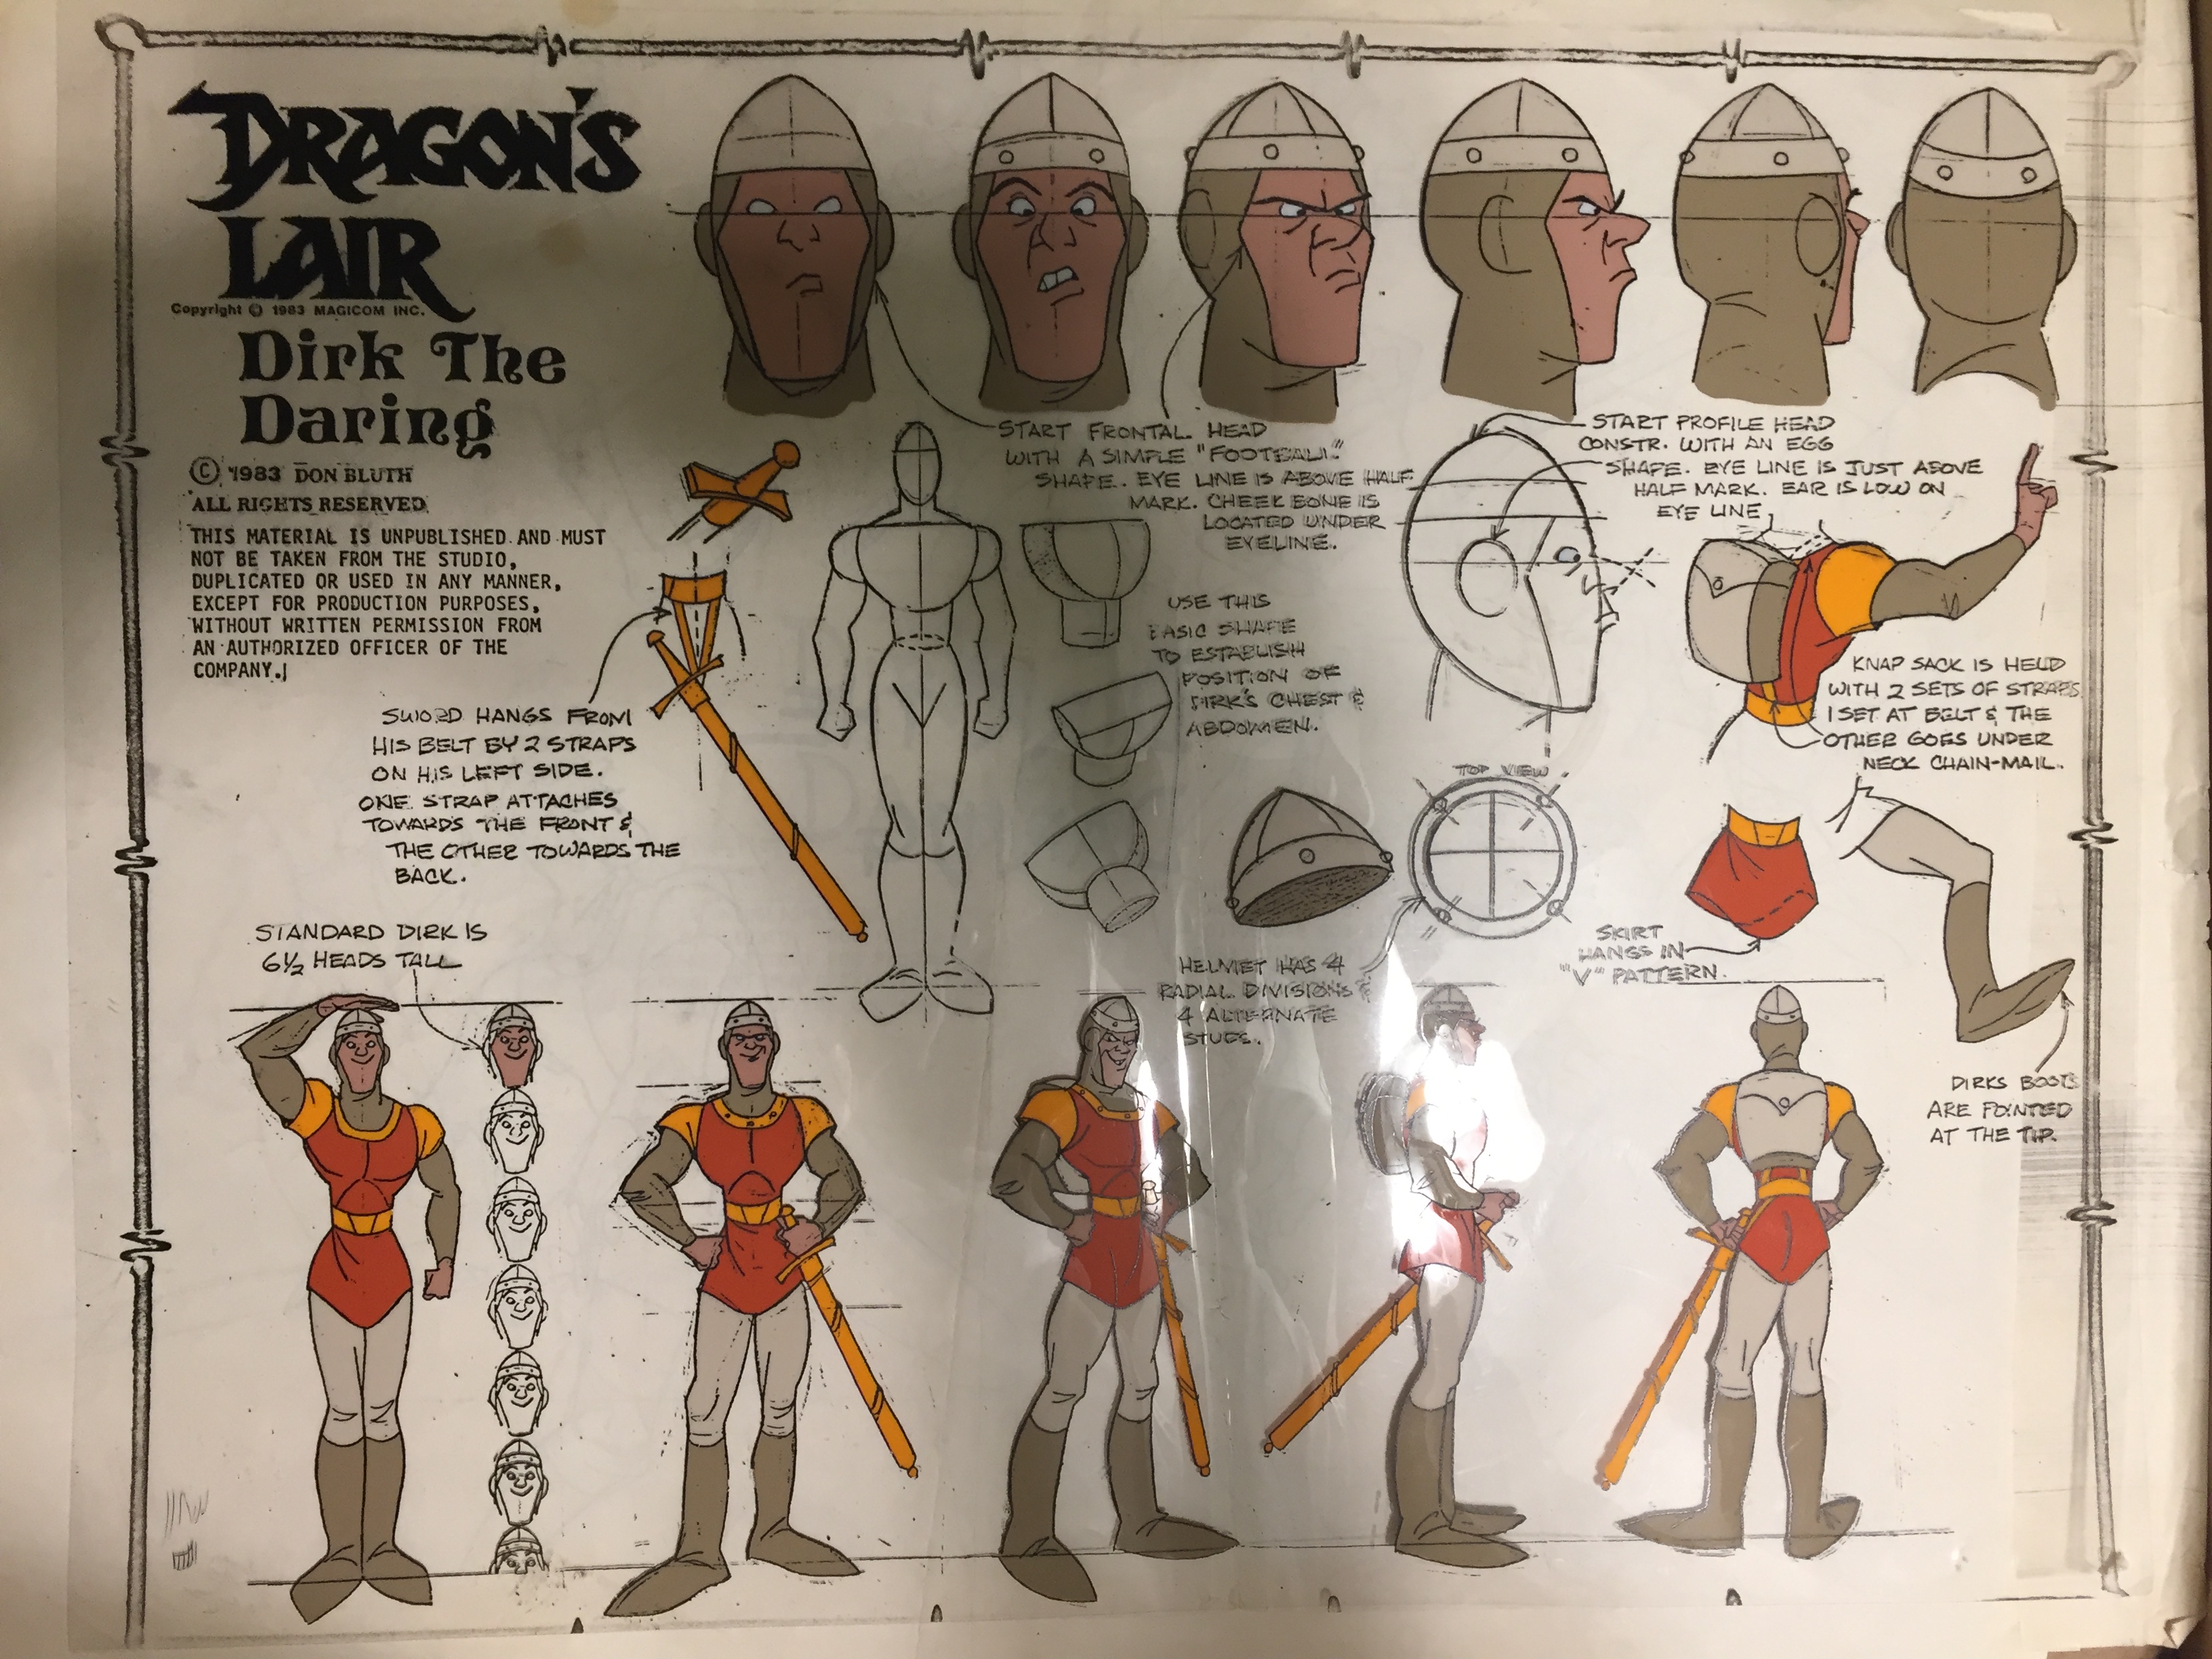 DRAGON'S
LAIR
Copyright © 1983 MAGICOM INC.
Dirk The
Daring
© 1983 DON BLUTH
ALL RIGHTS RESERVED
THIS MATERIAL IS UNPUBLISHED AND MUST
NOT BE TAKEN FROM THE STUDIO,
DUPLICATED OR USED IN ANY MANNER,
EXCEPT FOR PRODUCTION PURPOSES,
WITHOUT WRITTEN PERMISSION FROM
AN AUTHORIZED OFFICER OF THE
COMPANY.
START FRONTAL HEAD
WITH A SIMPLE "FOOTBALL"
SHAPE. EYE LINE IS ABOVE HALF
MARK. CHEEK BONE IS
LOCATED UNDER
EYELINE.
START PROFILE HEAD
CONSTR. WITH AN EGG
SHAPE. EYE LINE IS JUST ABOVE
HALF MARK. EAR IS LOW ON
EYE LINE
USE THIS
BASIC SHAPE
TO ESTABLISH
POSITION OF
DIRK'S CHEST &
ABDOMEN.
KNAP SACK IS HELD
WITH 2 SETS OF STRAPS
1 SET AT BELT & THE
OTHER GOES UNDER
NECK CHAIN-MAIL.
SWORD HANGS FROM
HIS BELT BY 2 STRAPS
ON HIS LEFT SIDE.
ONE STRAP ATTACHES
TOWARDS THE FRONT &
THE OTHER TOWARDS THE
BACK.
TOP VIEW
SKIRT
HANGS IN
"V" PATTERN.
HELMET HAS 4
RADIAL DIVISIONS &
4 ALTERNATE
STUDS.
STANDARD DIRK IS
6½ HEADS TALL
DIRKS BOOTS
ARE POINTED
AT THE TIP.